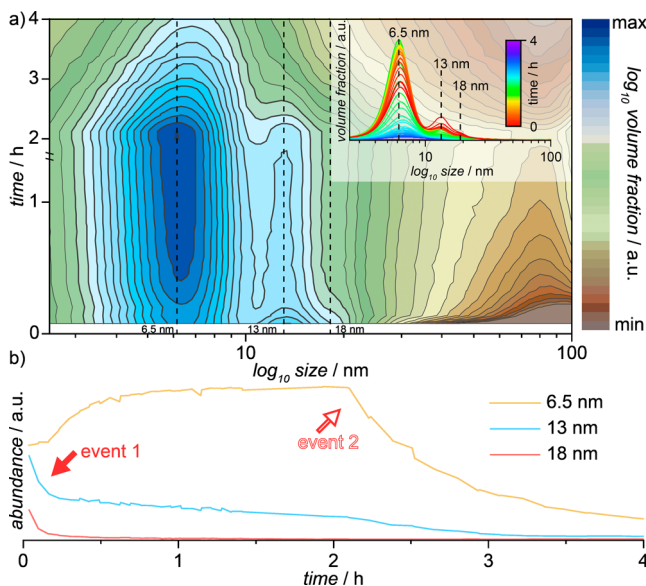 a)
4
3
2
1
0
time / h
6.5 nm
13 nm
18 nm
10
100
log10 size / nm
volume fraction / a.u.
6.5 nm
13 nm
18 nm
4
0
time / h
10
100
log10 size / nm
max
min
log10 volume fraction / a.u.
b)
abundance / a.u.
event 1
event 2
6.5 nm
13 nm
18 nm
0
1
2
3
4
time / h